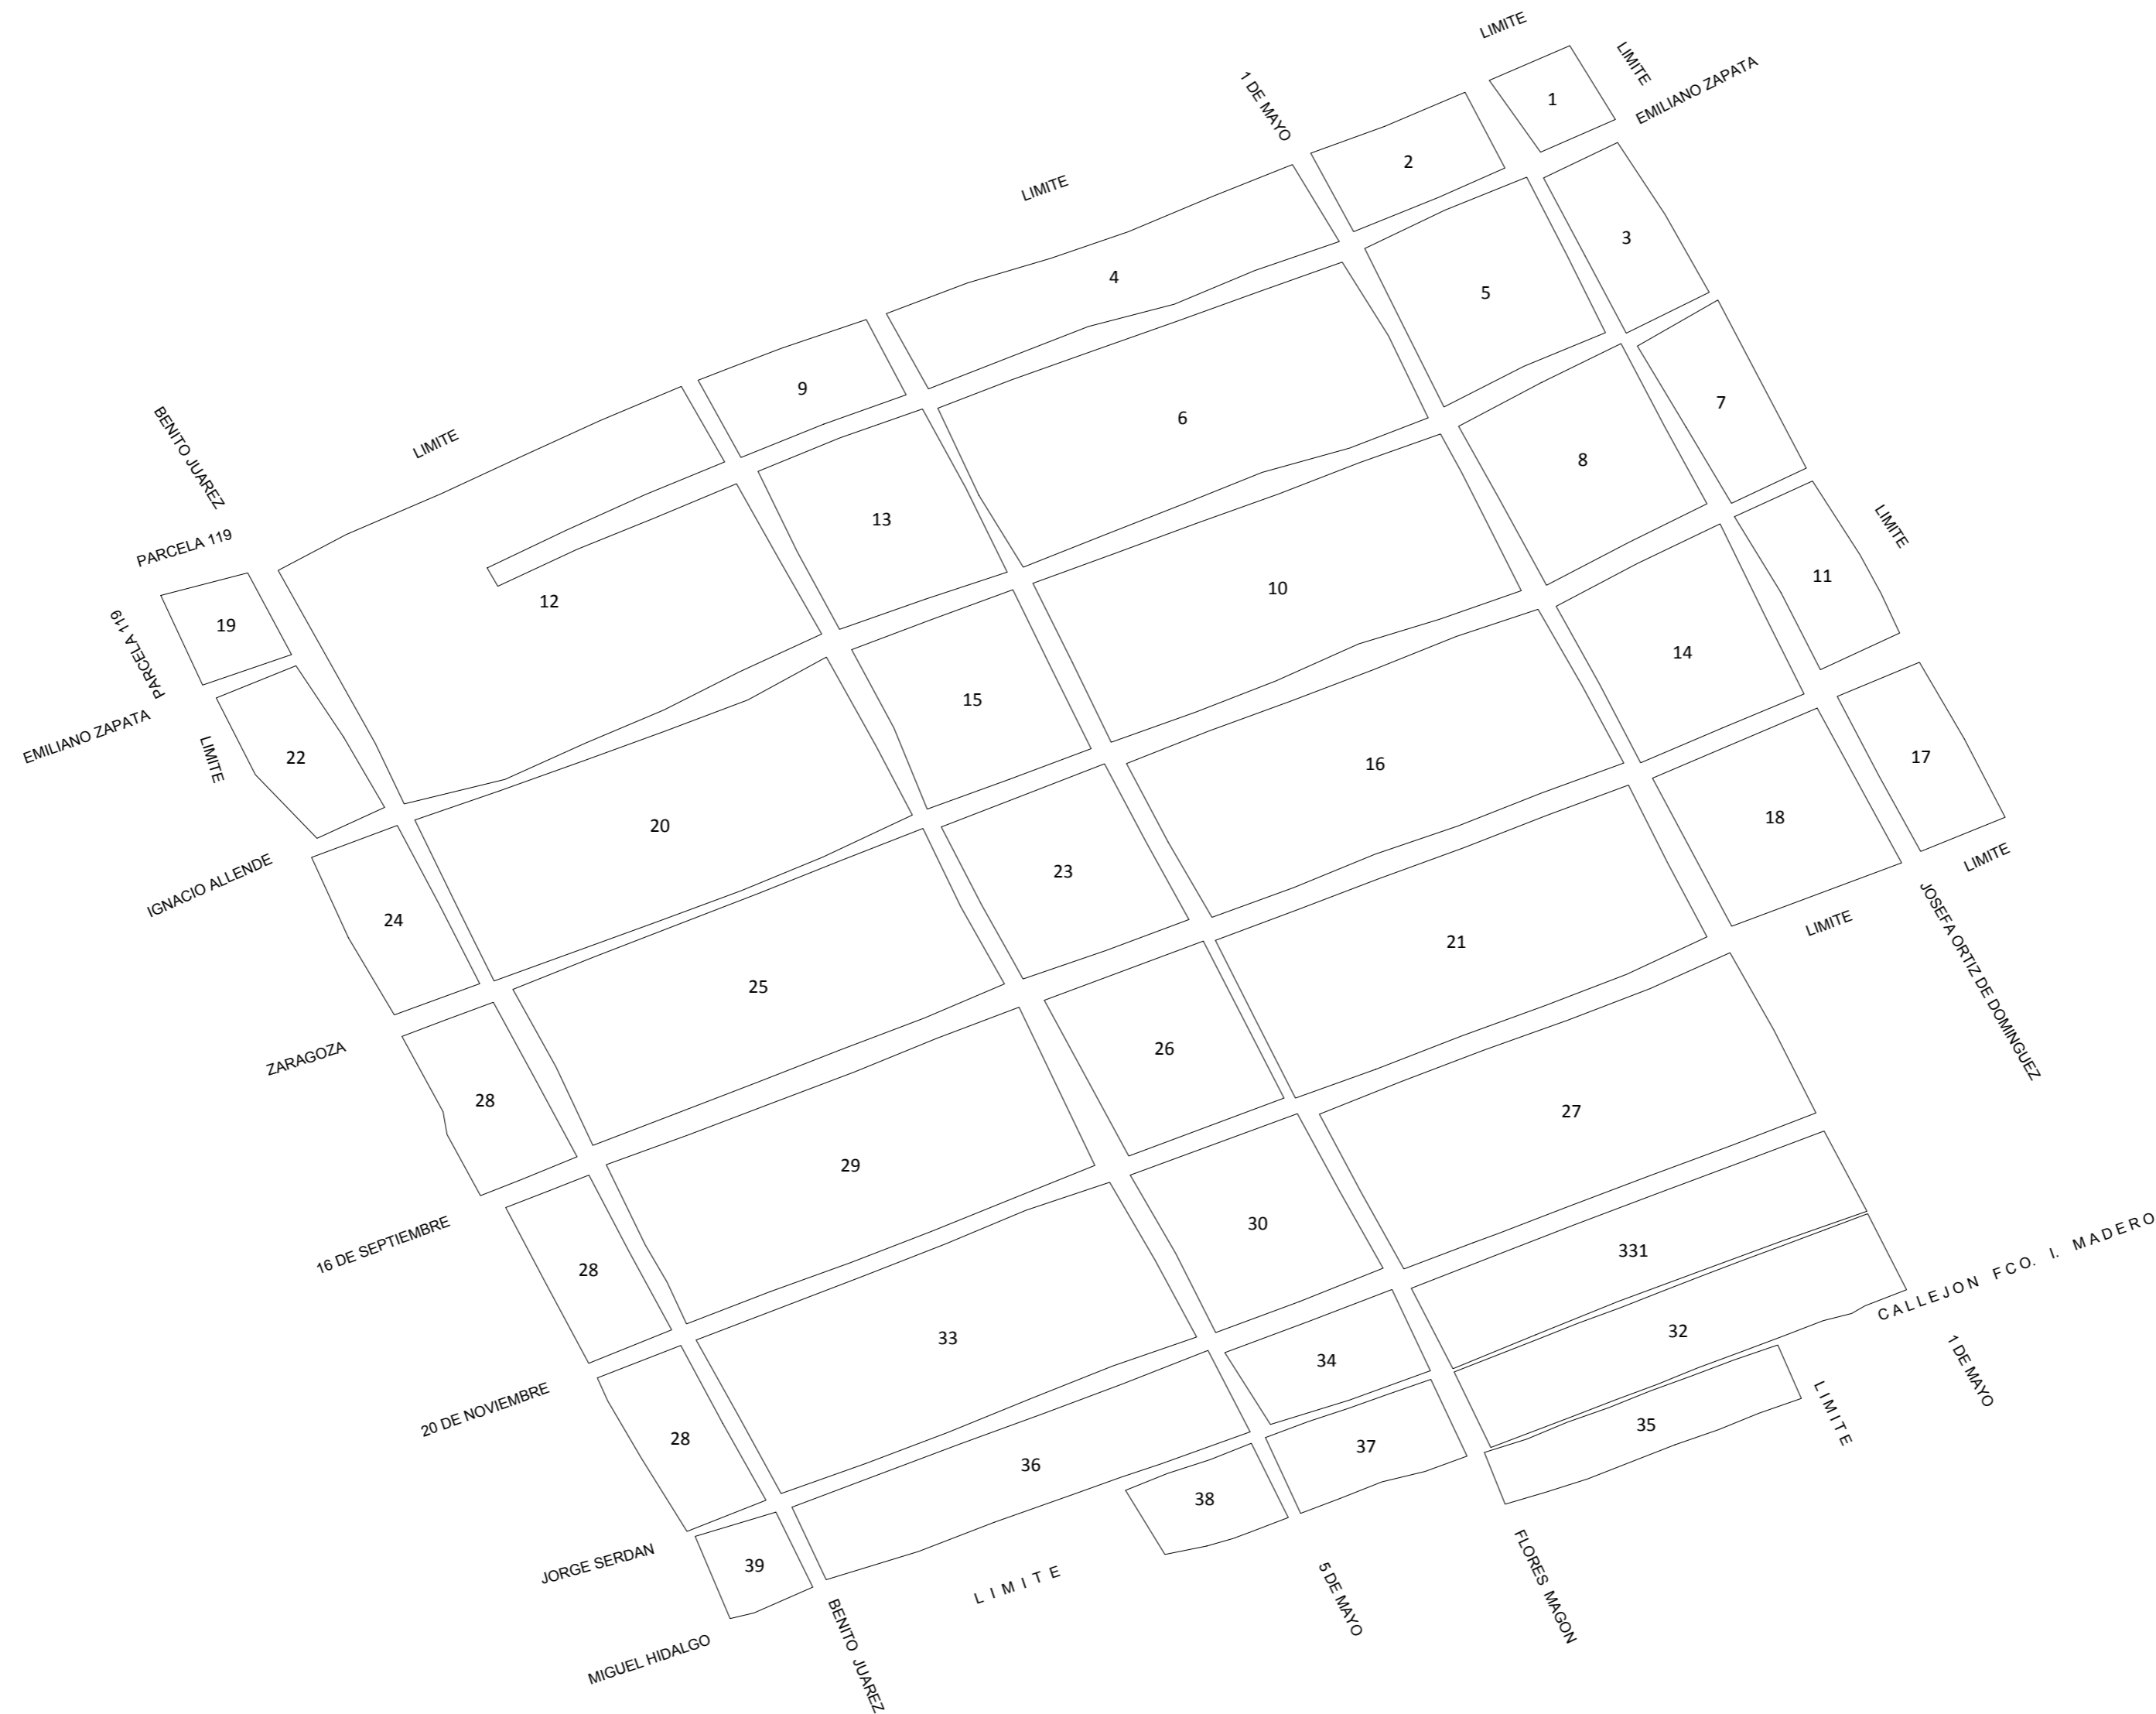 LIMITE
LIMITE
1
EMILIANO ZAPATA
1 DE MAYO
2
LIMITE
3
4
5
9
6
7
BENITO JUAREZ
LIMITE
8
13
LIMITE
PARCELA 119
11
10
12
19
PARCELA 119
14
15
EMILIANO ZAPATA
LIMITE
22
16
17
20
18
LIMITE
IGNACIO ALLENDE
23
24
LIMITE
21
JOSEFA ORTIZ DE DOMINGUEZ
25
ZARAGOZA
26
28
27
29
16 DE SEPTIEMBRE
30
331
CALLEJON FCO. I. MADERO
28
33
32
34
1 DE MAYO
20 DE NOVIEMBRE
LIMITE
28
35
37
36
38
JORGE SERDAN
39
LIMITE
5 DE MAYO
FLORES MAGON
MIGUEL HIDALGO
BENITO JUAREZ